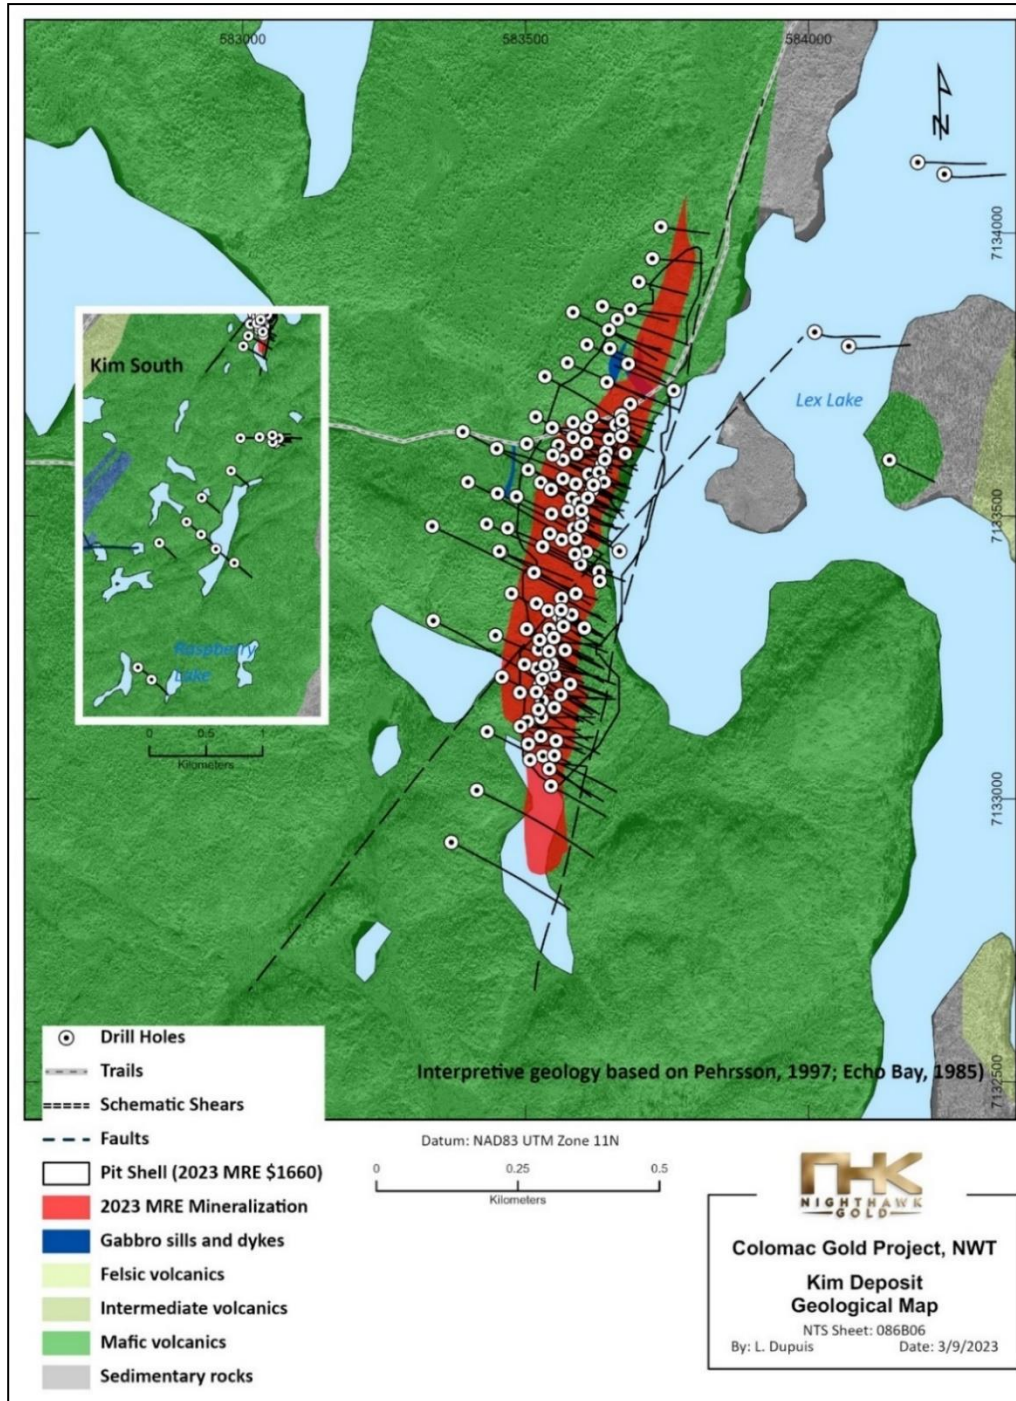 583000
583500
584000
N
7134000
Kim South
Lex Lake
7133500
Raspberry
Lake
0 0.5 1
Kilometers
7133000
7132500
Interpretive geology based on Pehrsson, 1997; Echo Bay, 1985)
Drill Holes
Trails
Schematic Shears
Faults
Pit Shell (2023 MRE $1660)
2023 MRE Mineralization
Gabbro sills and dykes
Felsic volcanics
Intermediate volcanics
Mafic volcanics
Sedimentary rocks
Datum: NAD83 UTM Zone 11N
0 0.25 0.5
Kilometers
NHK
NIGHTHAWK
GOLD
Colomac Gold Project, NWT
Kim Deposit
Geological Map
NTS Sheet: 086B06
By: L. Dupuis Date: 3/9/2023